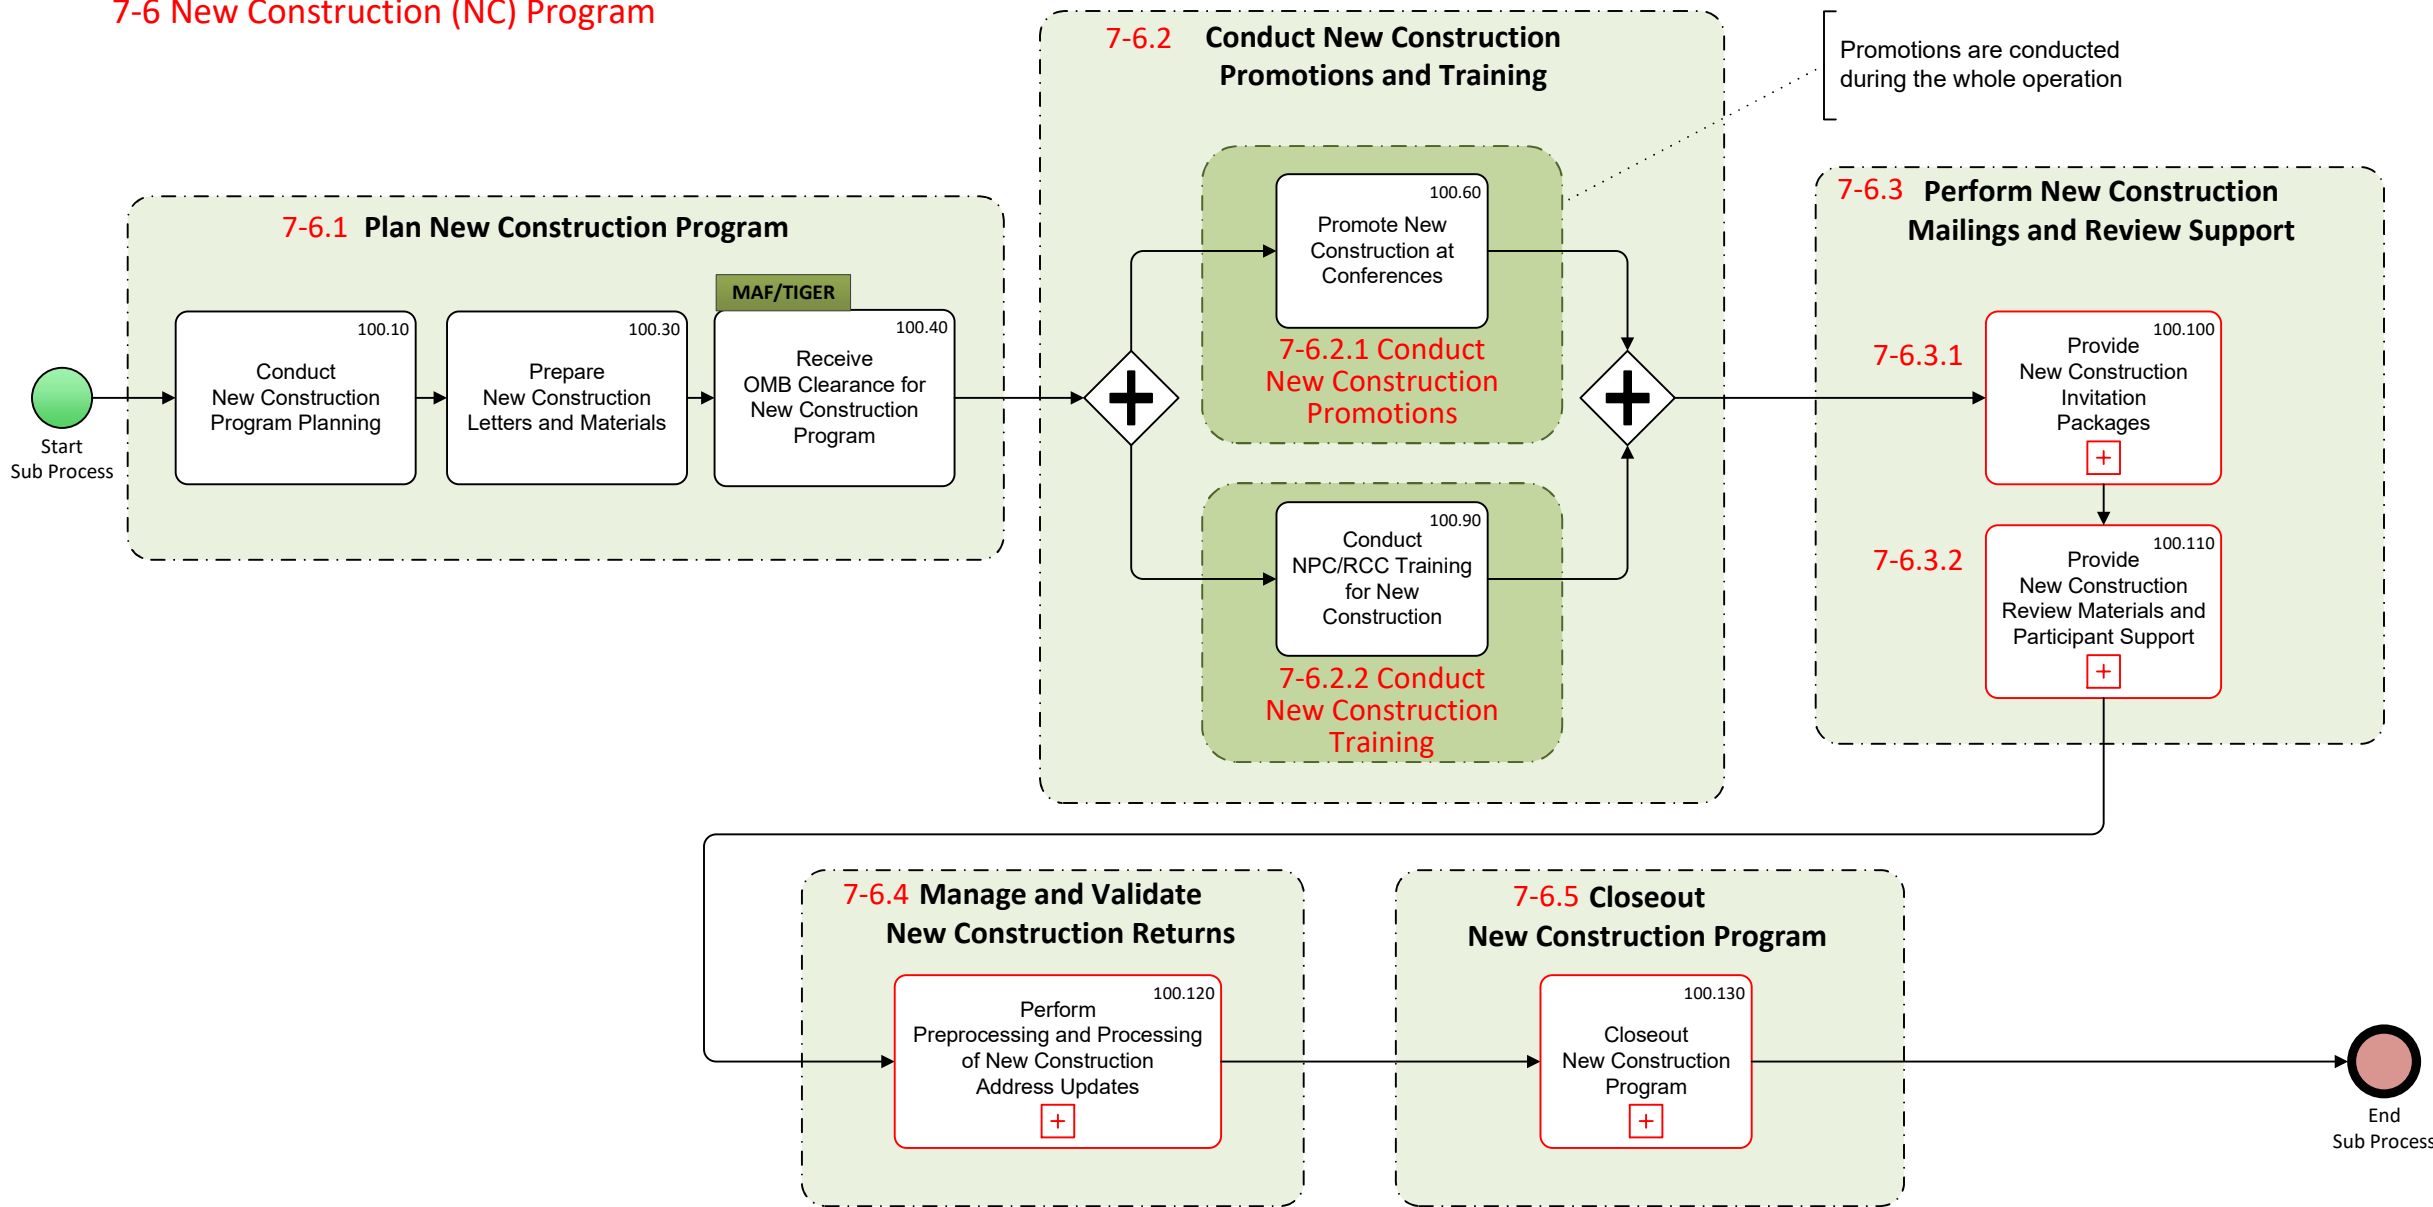 7-6 New Construction (NC) Program
7-6.2 Conduct New Construction
Promotions and Training
Promotions are conducted
during the whole operation
7-6.1 Plan New Construction Program
Start
Sub Process
100.10
Conduct
New Construction
Program Planning
100.30
Prepare
New Construction
Letters and Materials
MAF/TIGER
100.40
Receive
OMB Clearance for
New Construction
Program
100.60
Promote New
Construction at
Conferences
7-6.2.1 Conduct
New Construction
Promotions
100.90
Conduct
NPC/RCC Training
for New
Construction
7-6.2.2 Conduct
New Construction
Training
7-6.3 Perform New Construction
Mailings and Review Support
7-6.3.1
100.100
Provide
New Construction
Invitation
Packages
7-6.3.2
100.110
Provide
New Construction
Review Materials and
Participant Support
7-6.4 Manage and Validate
New Construction Returns
100.120
Perform
Preprocessing and Processing
of New Construction
Address Updates
7-6.5 Closeout
New Construction Program
100.130
Closeout
New Construction
Program
End
Sub Process